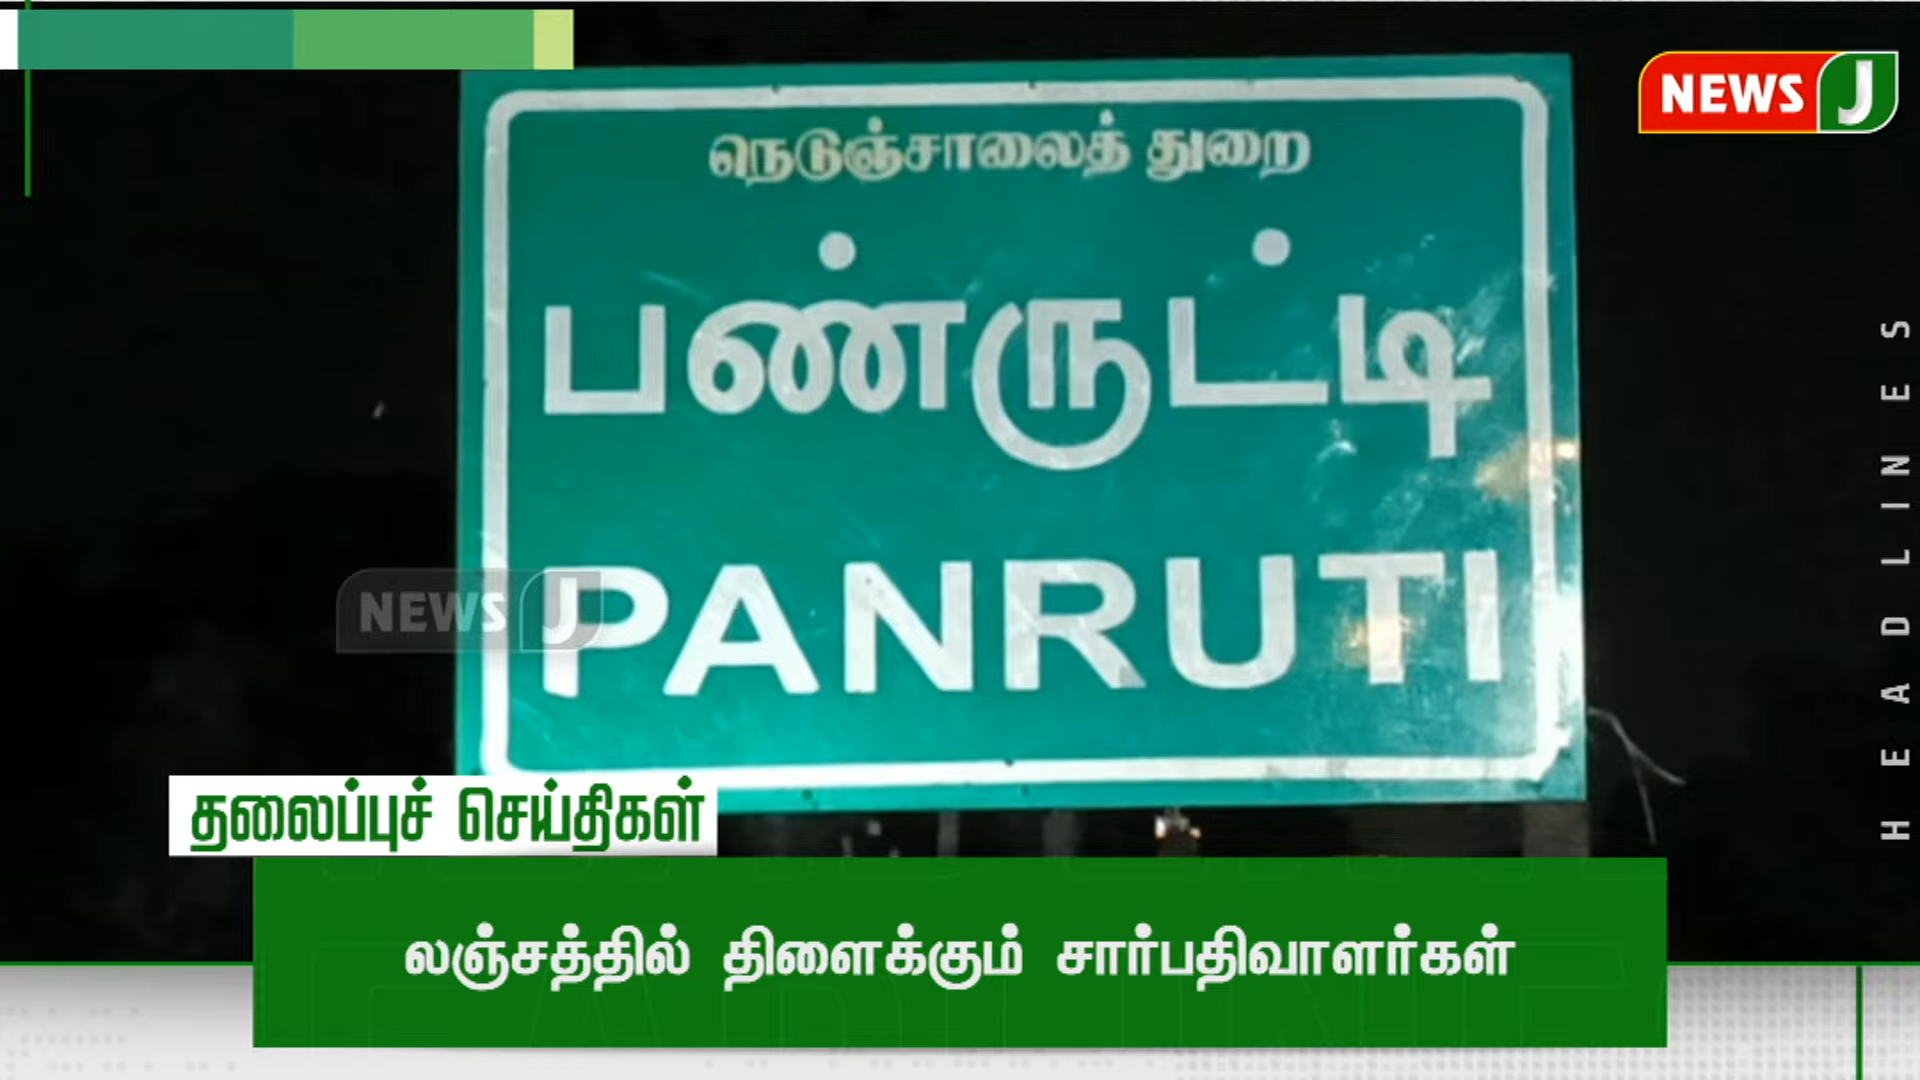 NEWS J
நெடுஞ்சாலைத் துறை
பண்ருட்டி
PANRUTI
NEWS J
HEADLINES
தலைப்புச் செய்திகள்
லஞ்சத்தில் திளைக்கும் சார்பதிவாளர்கள்